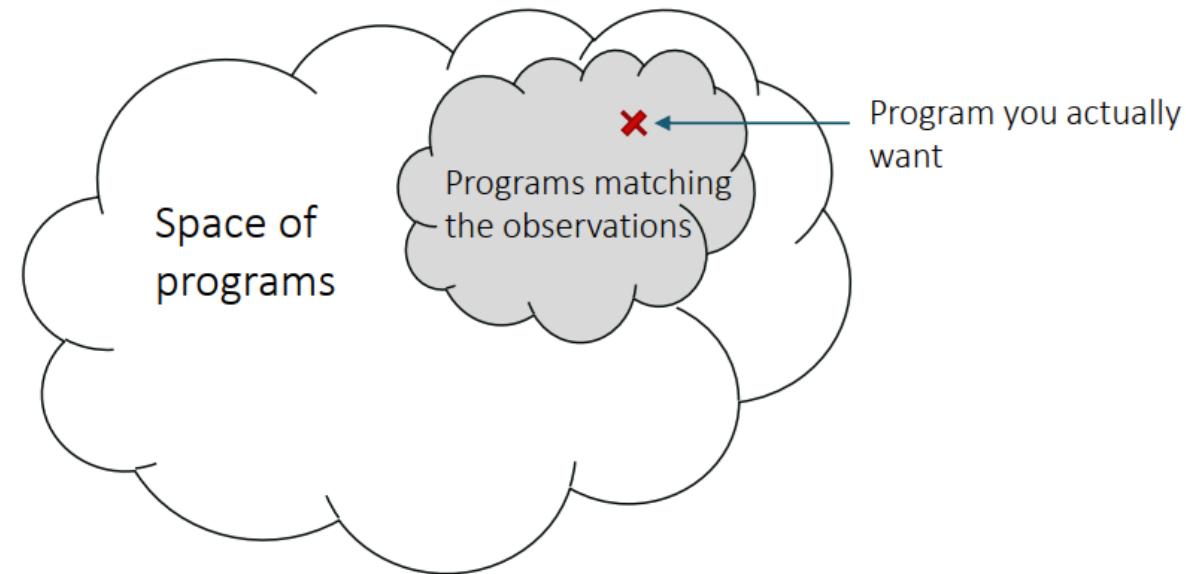 Program you actually
want
Programs matching
the observations
Space of
programs